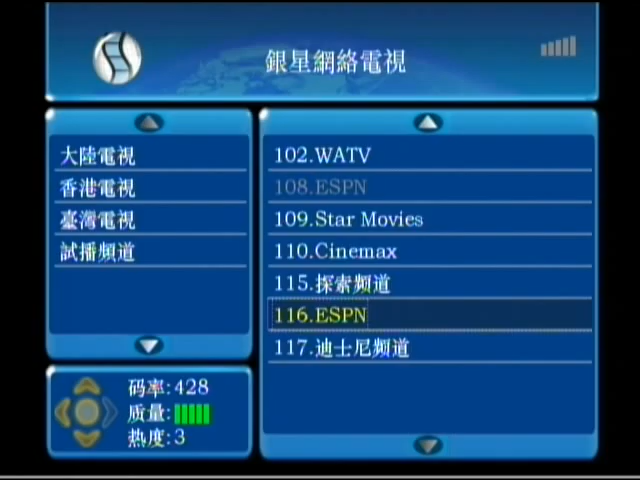 銀星網絡電視
大陸電視
香港電視
臺灣電視
試播頻道
102.WATV
108.ESPN
109.Star Movies
110.Cinemax
115.探索频道
116.ESPN
117.迪士尼频道
码率:428
质量:
热度:3